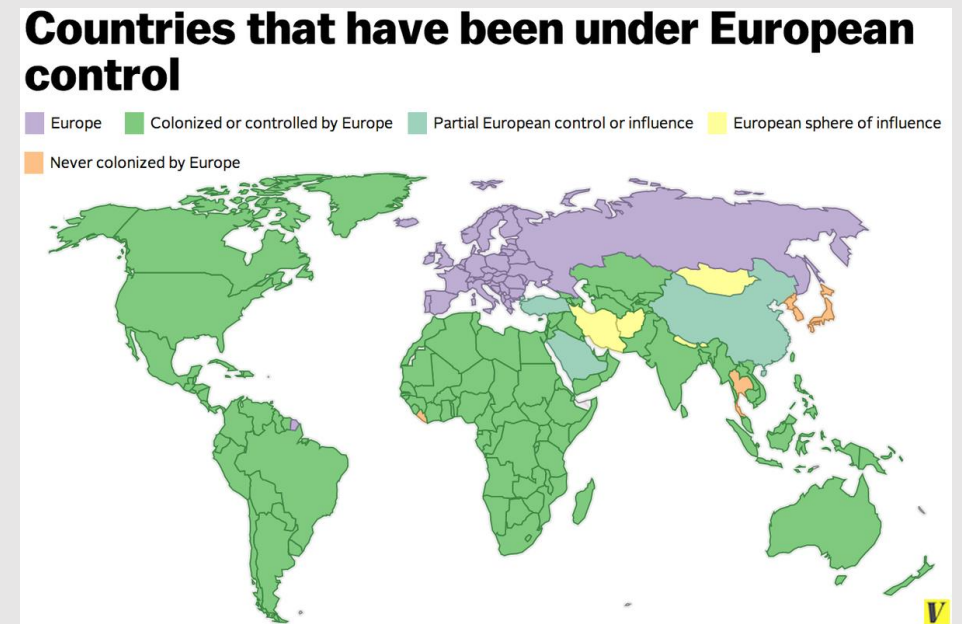 Countries that have been under European
control
Europe Colonized or controlled by Europe Partial European control or influence European sphere of influence
Never colonized by Europe
V